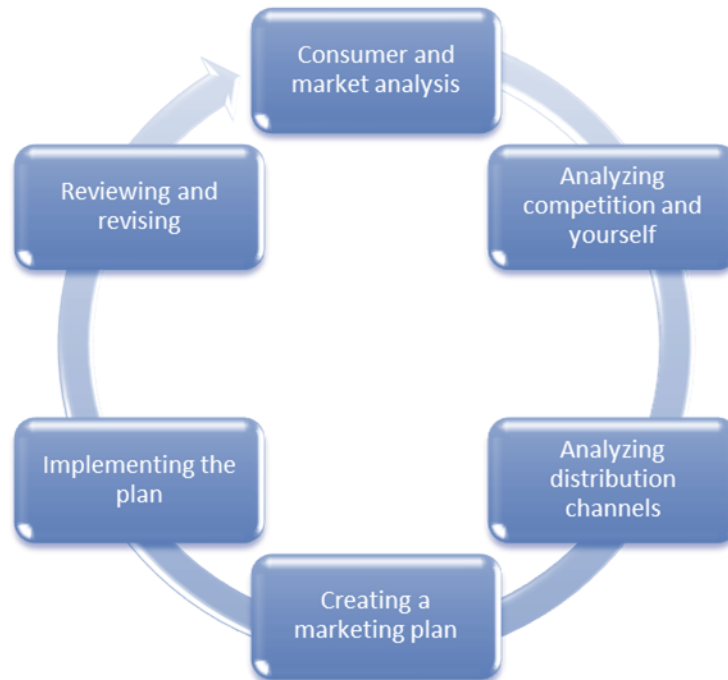 Consumer and
market analysis
Analyzing
competition and
yourself
Analyzing
distribution
channels
Creating a
marketing plan
Implementing the
plan
Reviewing and
revising